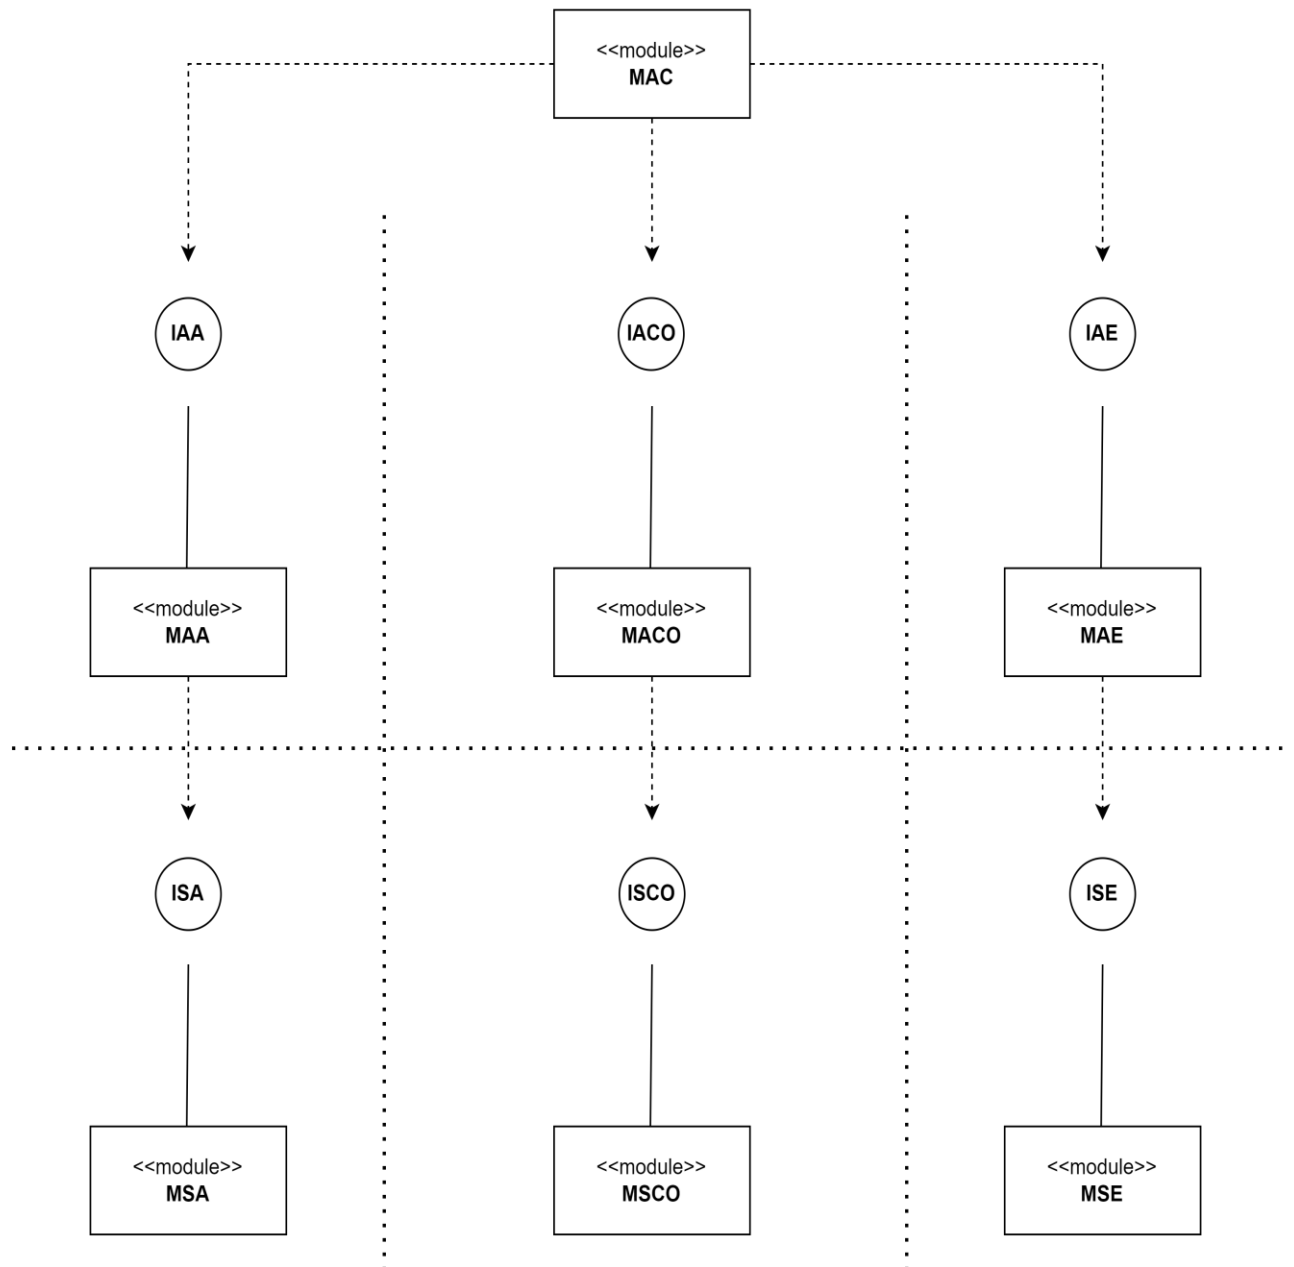 <<module>>
MAC
IAA
IACO
IAE
<<module>>
MAA
<<module>>
MACO
<<module>>
MAE
ISA
ISCO
ISE
<<module>>
MSA
<<module>>
MSCO
<<module>>
MSE